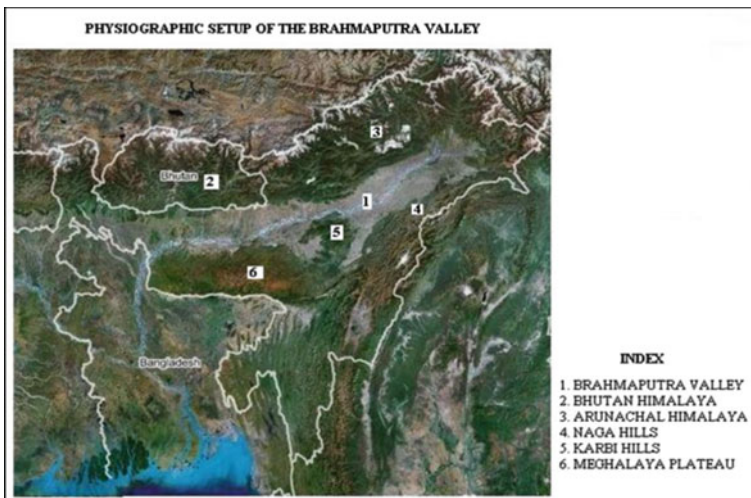 PHYSIOGRAPHIC SETUP OF THE BRAHMAPUTRA VALLEY
3
Bhutan
2
1
4
5
6
Bangladesh
INDEX
1. BRAHMAPUTRA VALLEY
2. BHUTAN HIMALAYA
3. ARUNACHAL HIMALAYA
4. NAGA HILLS
5. KARBI HILLS
6. MEGHALAYA PLATEAU